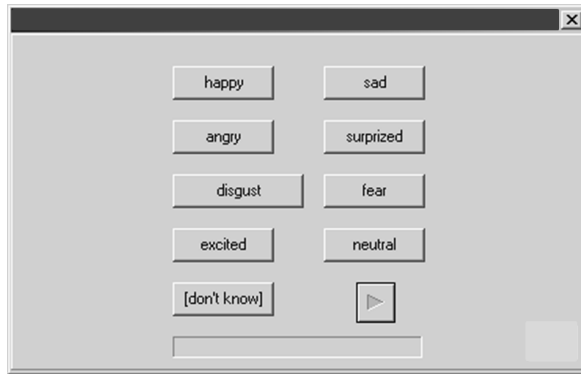 happy sad
angry surprized
disgust fear
excited neutral
[don't know]